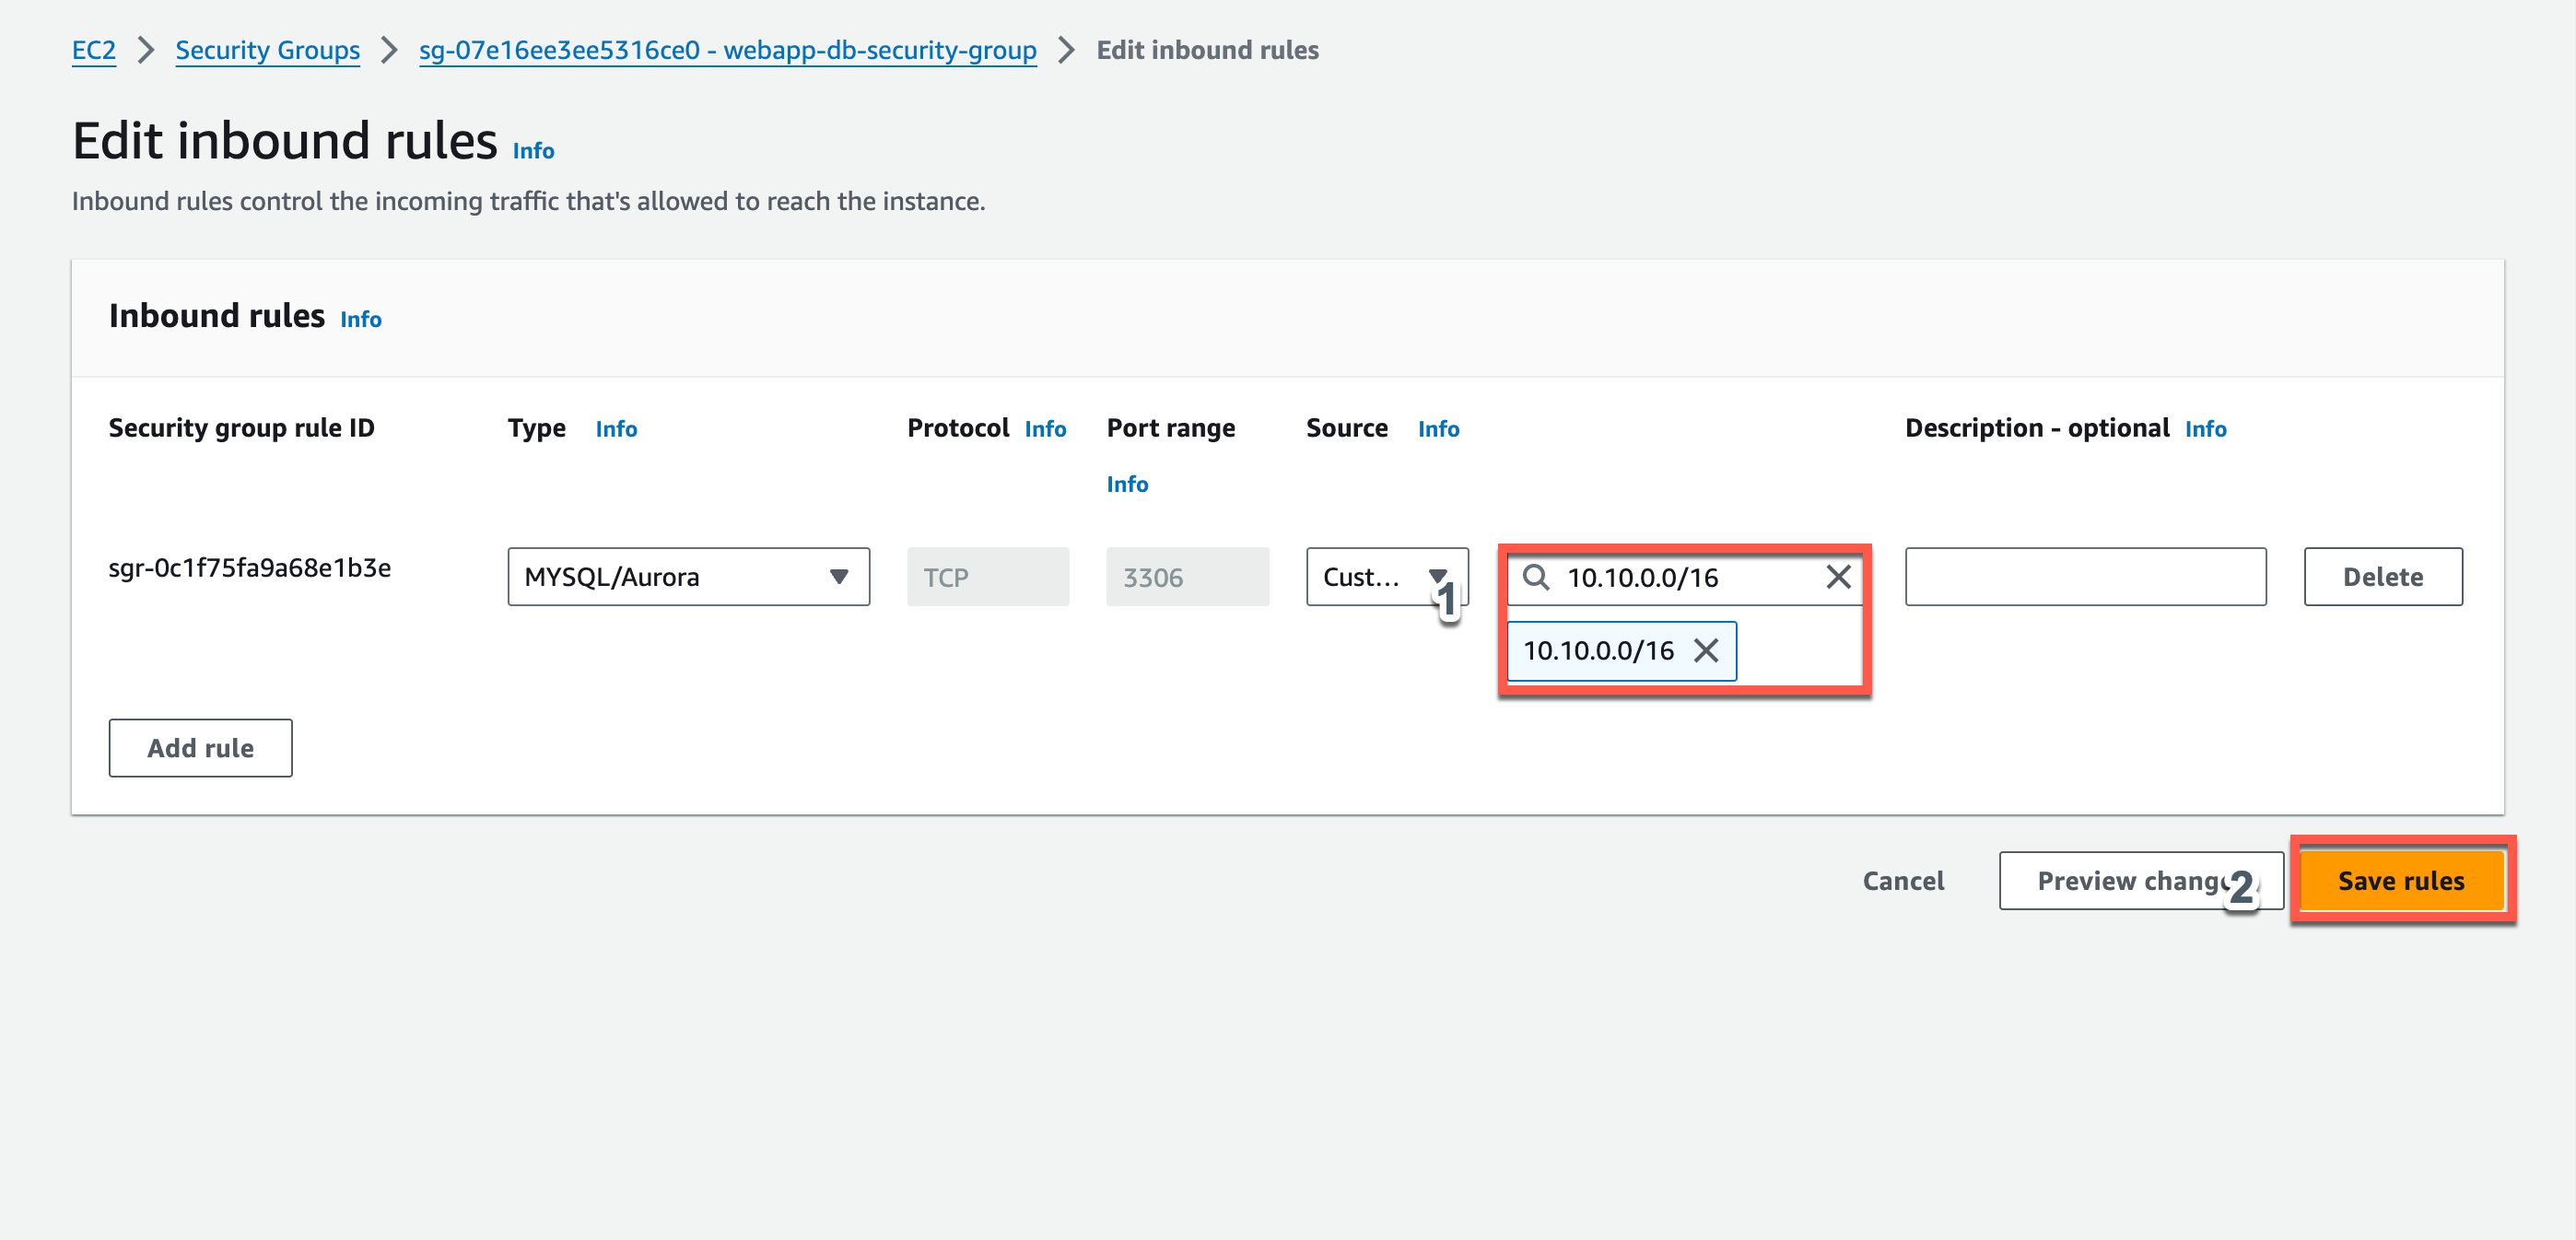 EC2 > Security Groups > sg-07e16ee3ee5316ce0 - webapp-db-security-group > Edit inbound rules
Edit inbound rules Info
Inbound rules control the incoming traffic that's allowed to reach the instance.
Inbound rules Info
Security group rule ID Type Info Protocol Info Port range Source Info Description - optional Info
Info
sgr-0c1f75fa9a68e1b3e MYSQL/Aurora TCP 3306 Cust... 1 10.10.0.0/16 Delete
10.10.0.0/16
Add rule
Cancel Preview 2 Save rules